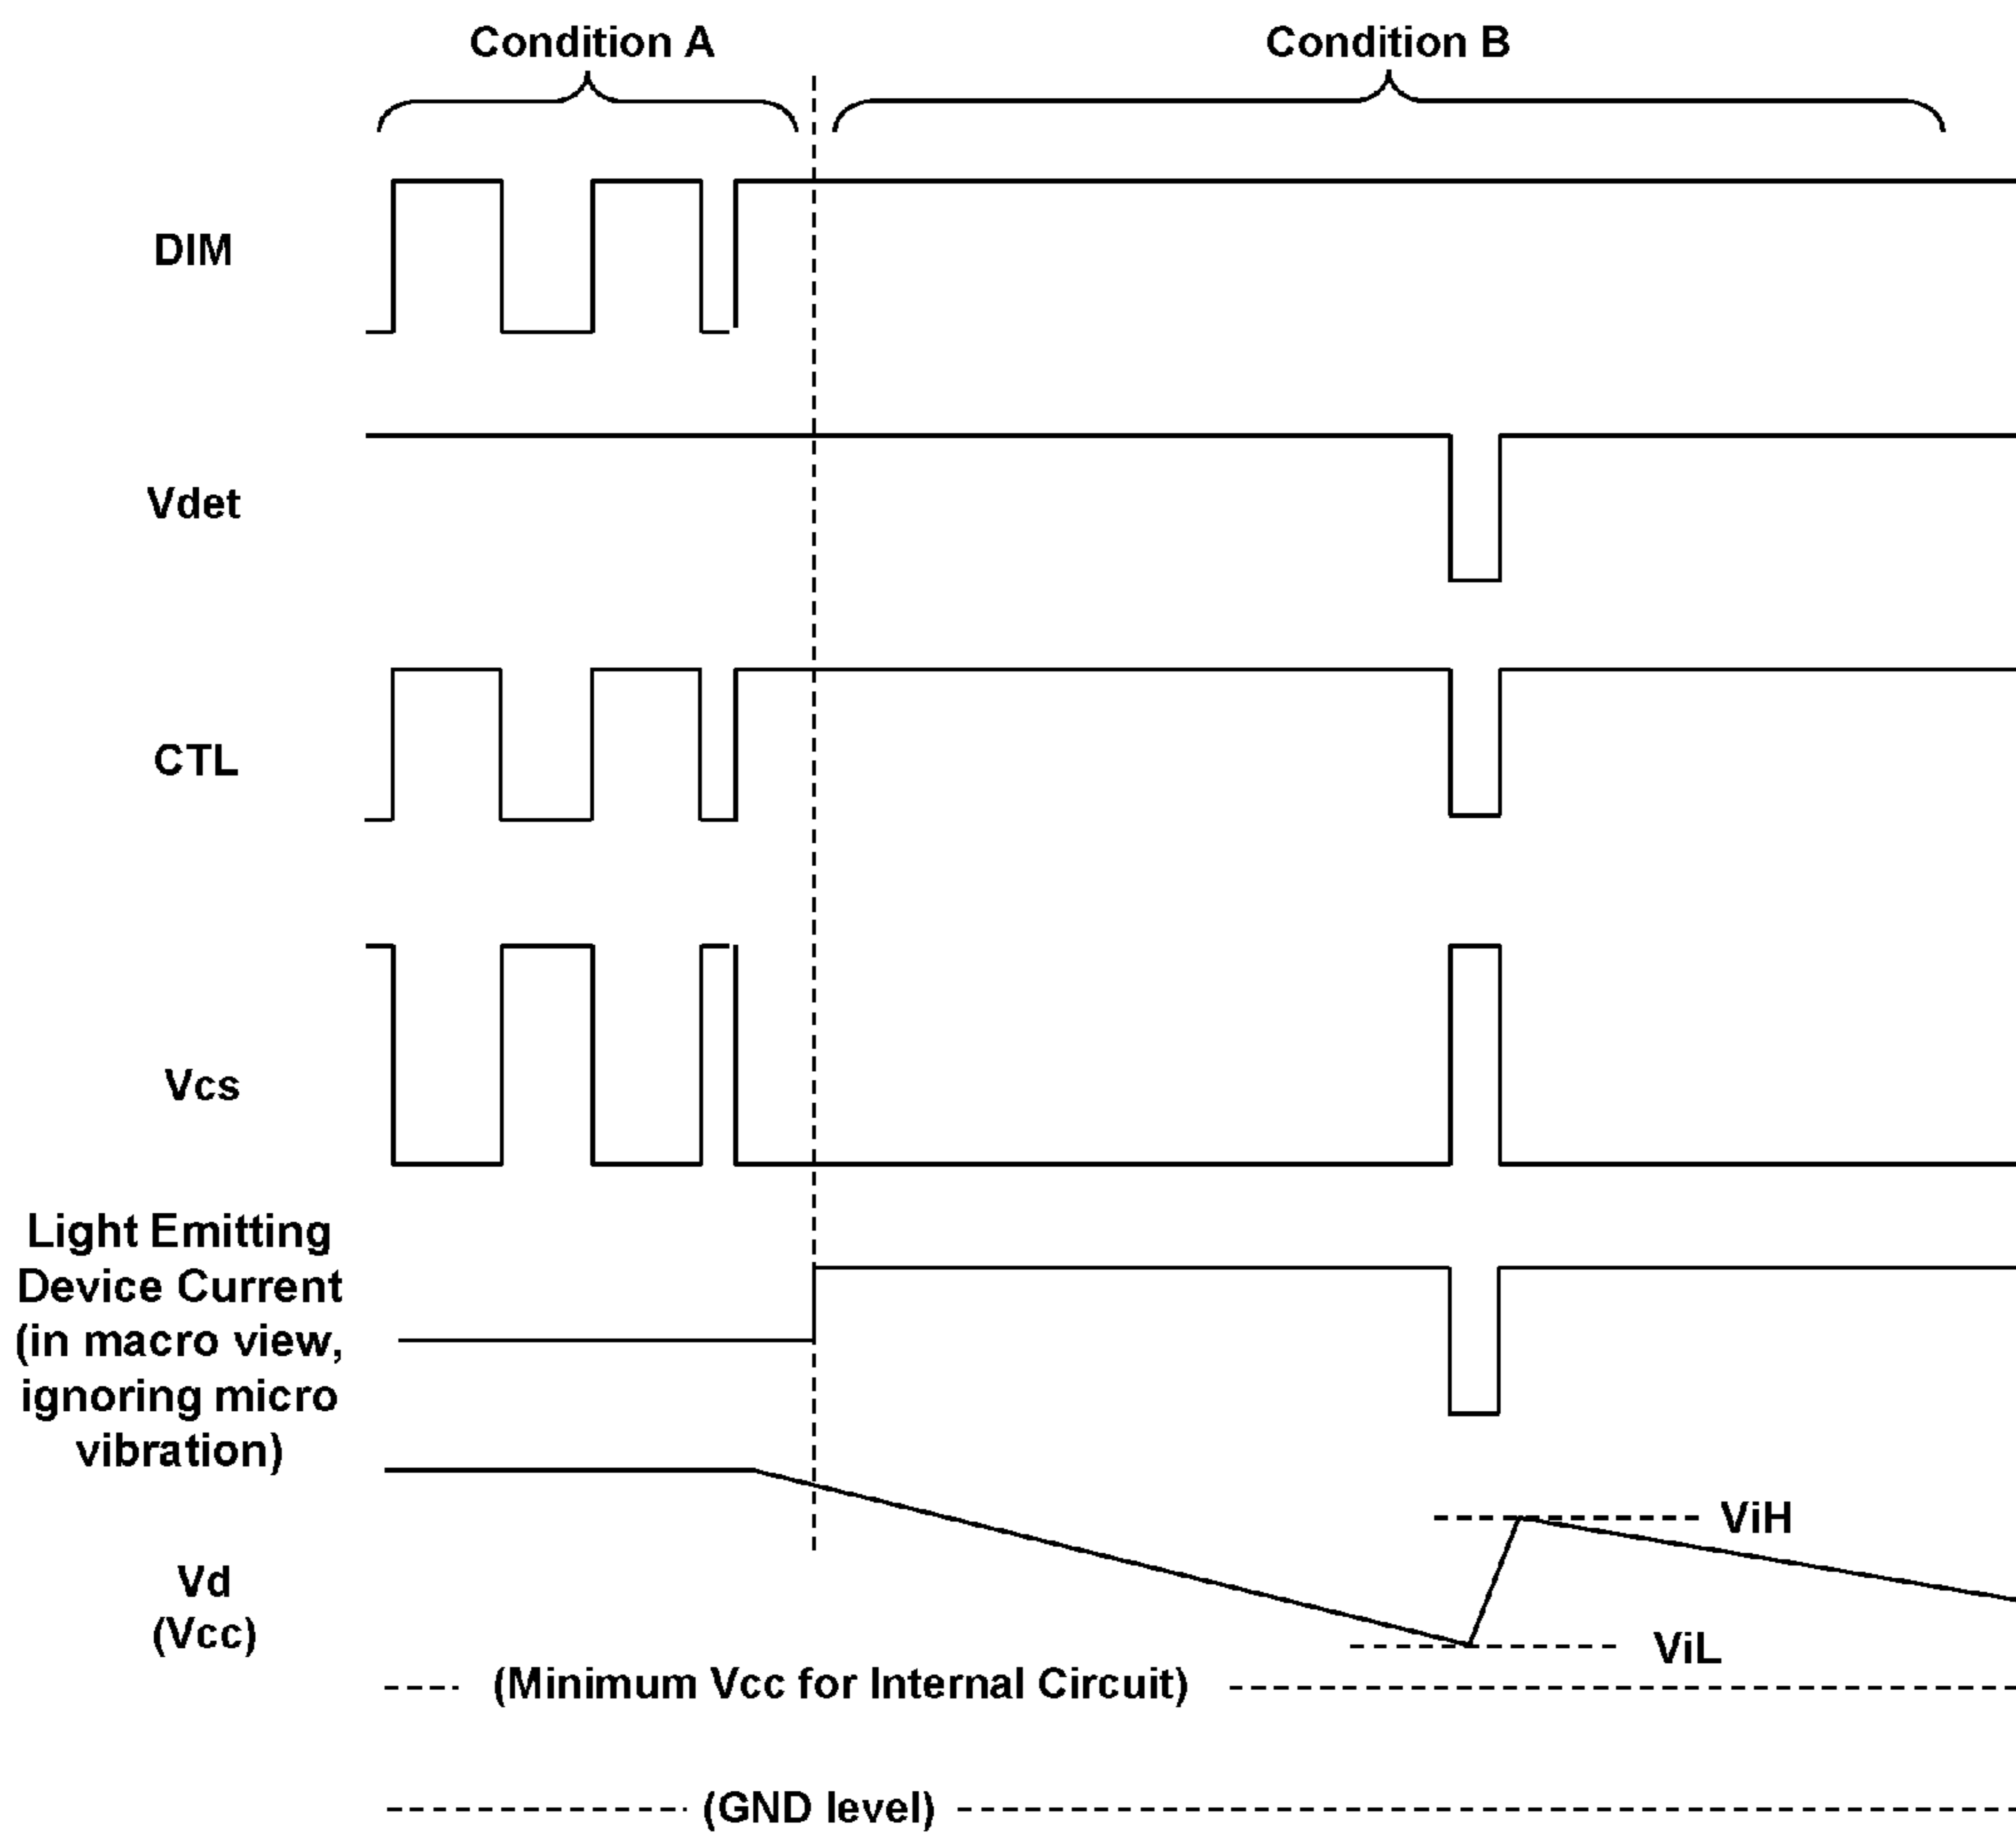 Condition A
Condition B
DIM
Vdet
CTL
Vcs
Light Emitting
Device Current
(in macro view,
ignoring micro
vibration)
ViH
Vd
(Vcc)
ViL
(Minimum Vcc for Internal Circuit)
(GND level)